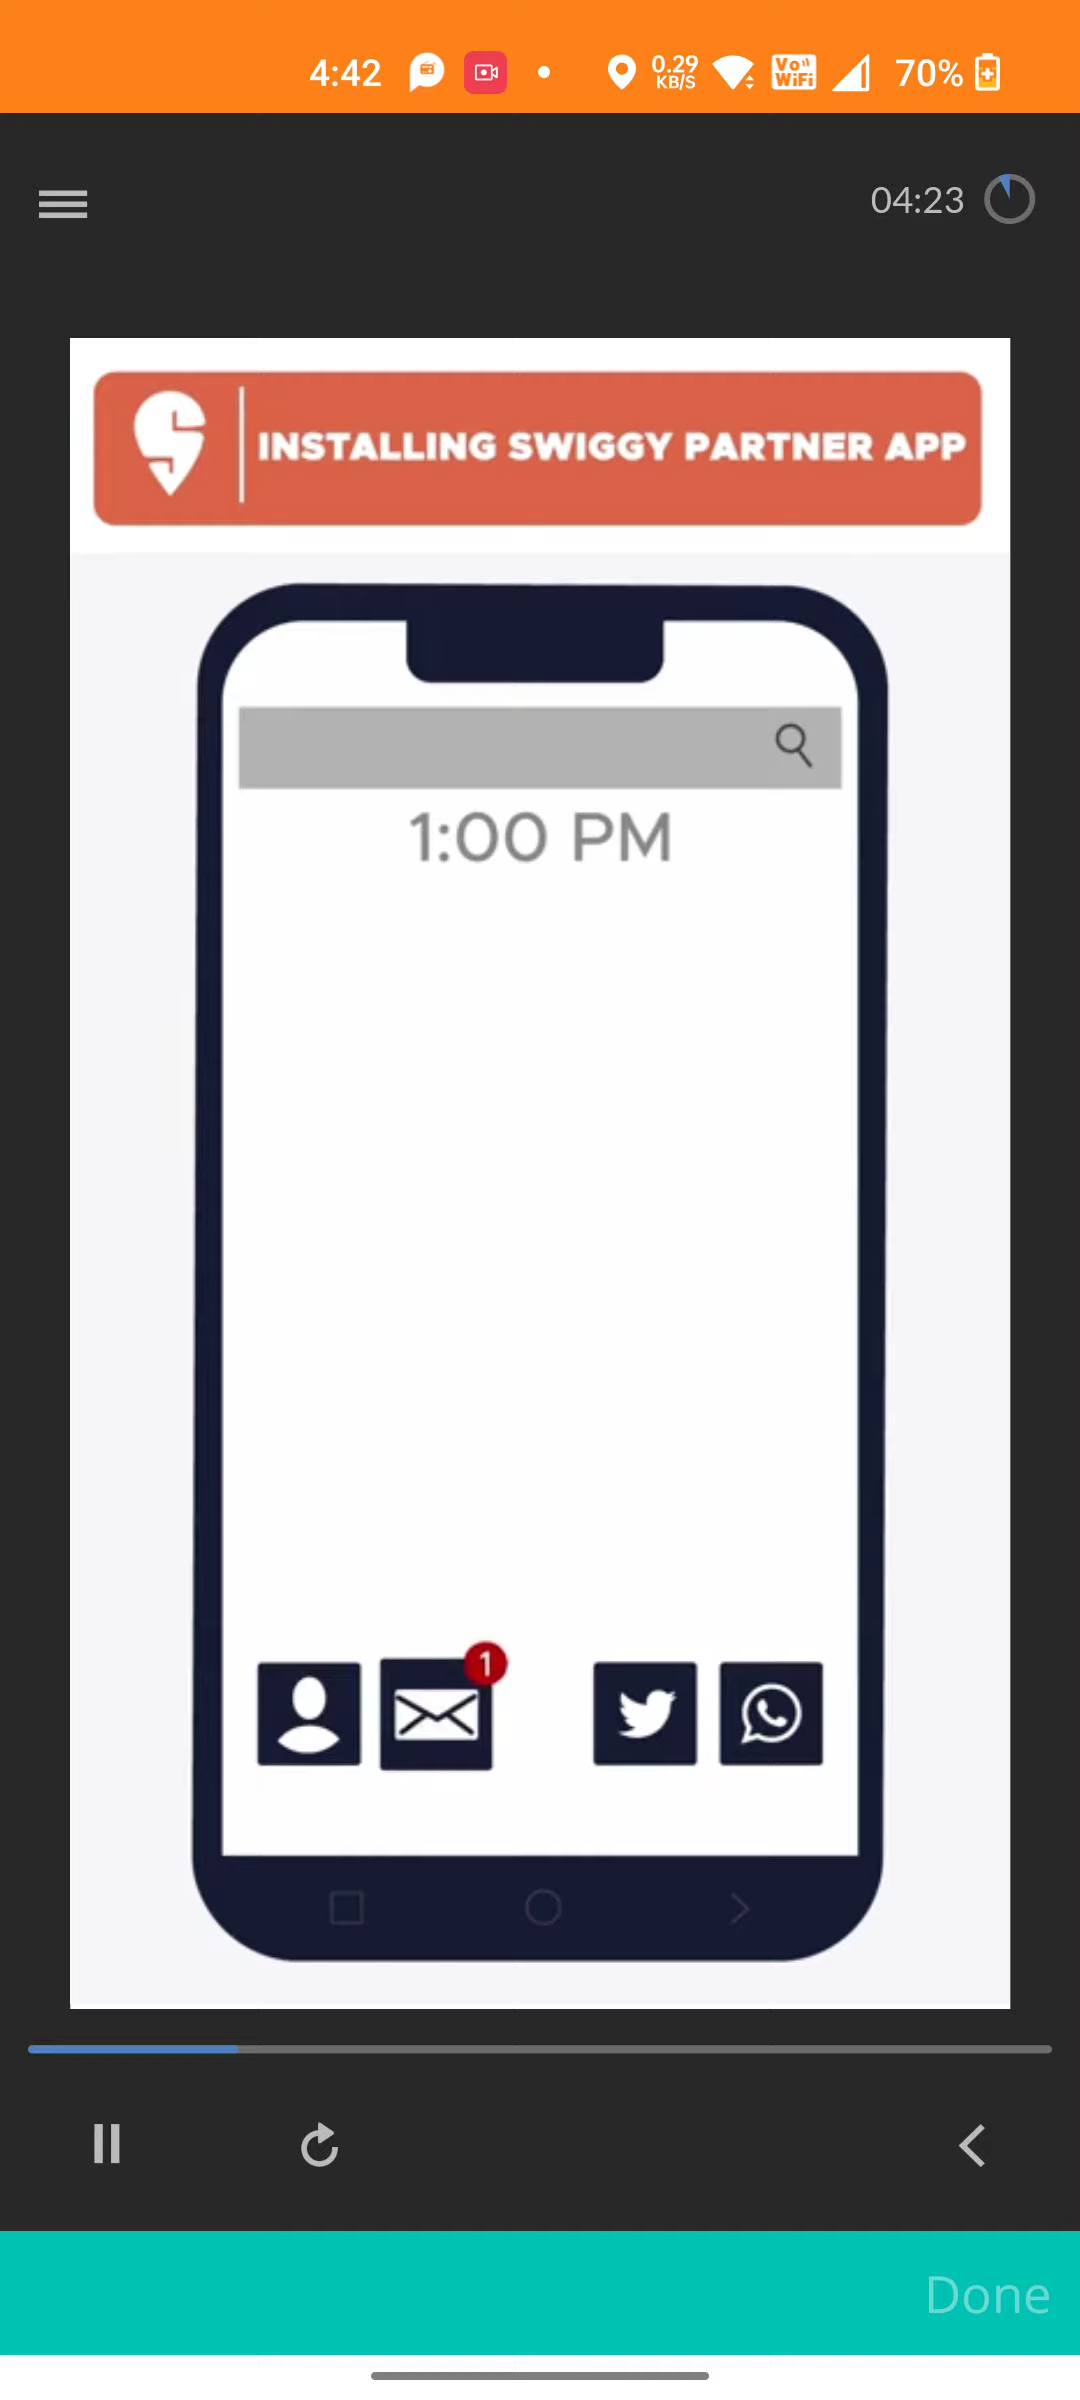 4:42
0.29
KB/S
Vo
WiFi
70%
04:23
INSTALLING SWIGGY PARTNER APP
1:00 PM
1
Done